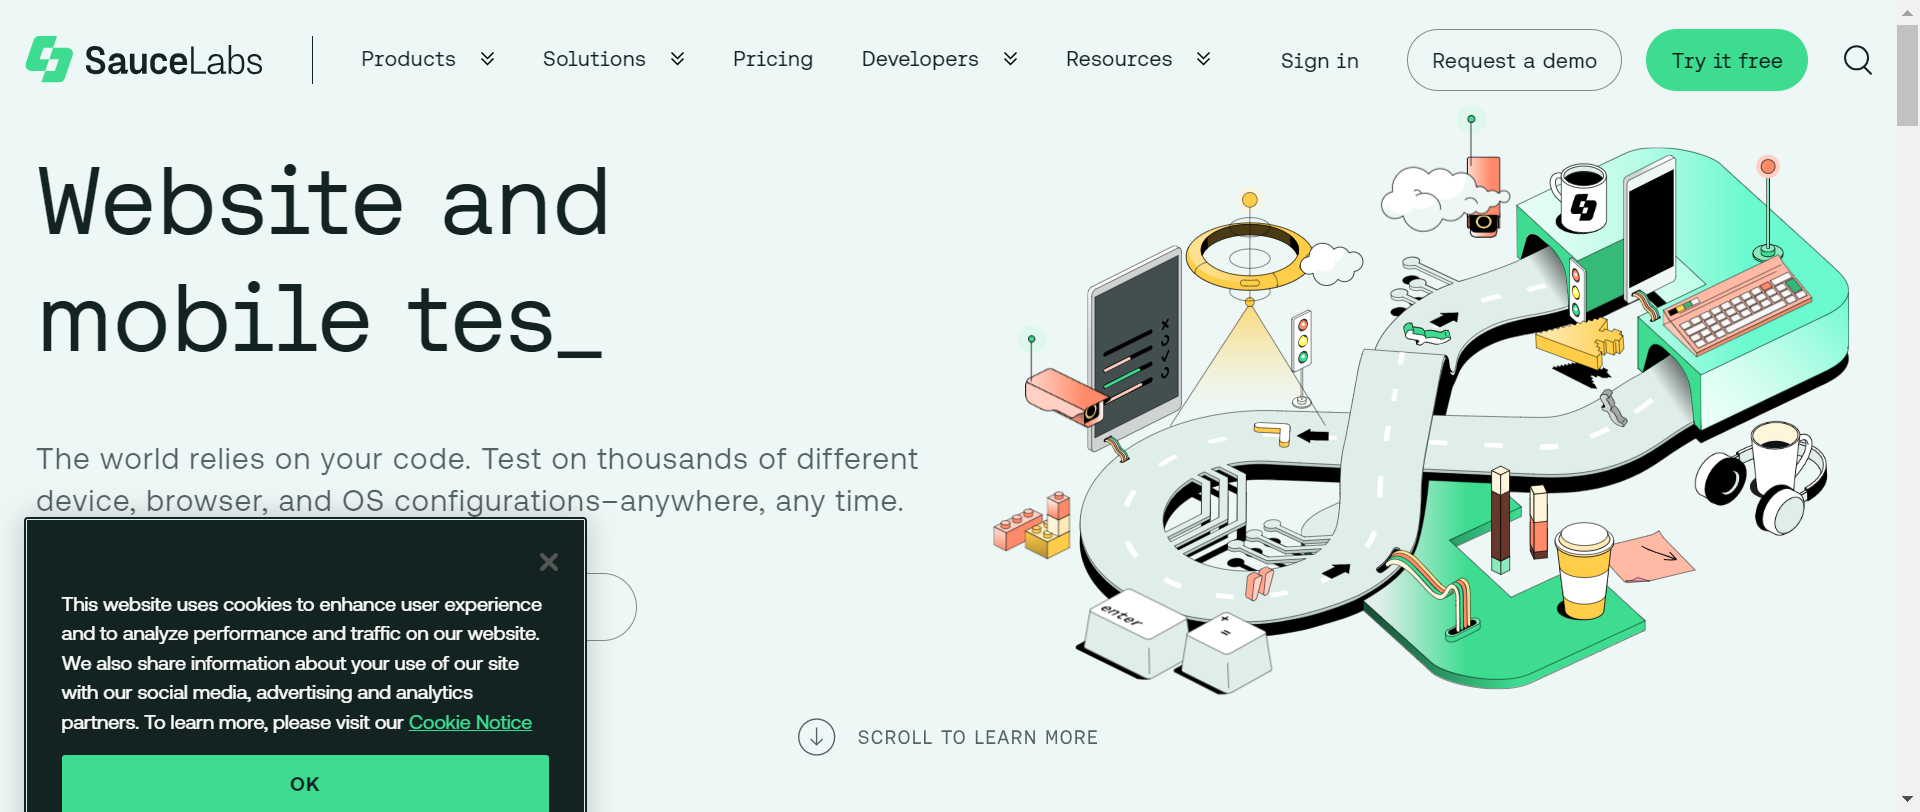 SauceLabs
Products
Solutions
Pricing
Developers
Resources
Sign in
Request a demo
Try it free
Website and
mobile tes_
The world relies on your code. Test on thousands of different
device, browser, and OS configurations–anywhere, any time.
enter
+
=
This website uses cookies to enhance user experience
and to analyze performance and traffic on our website.
We also share information about your use of our site
with our social media, advertising and analytics
partners. To learn more, please visit our Cookie Notice
OK
SCROLL TO LEARN MORE